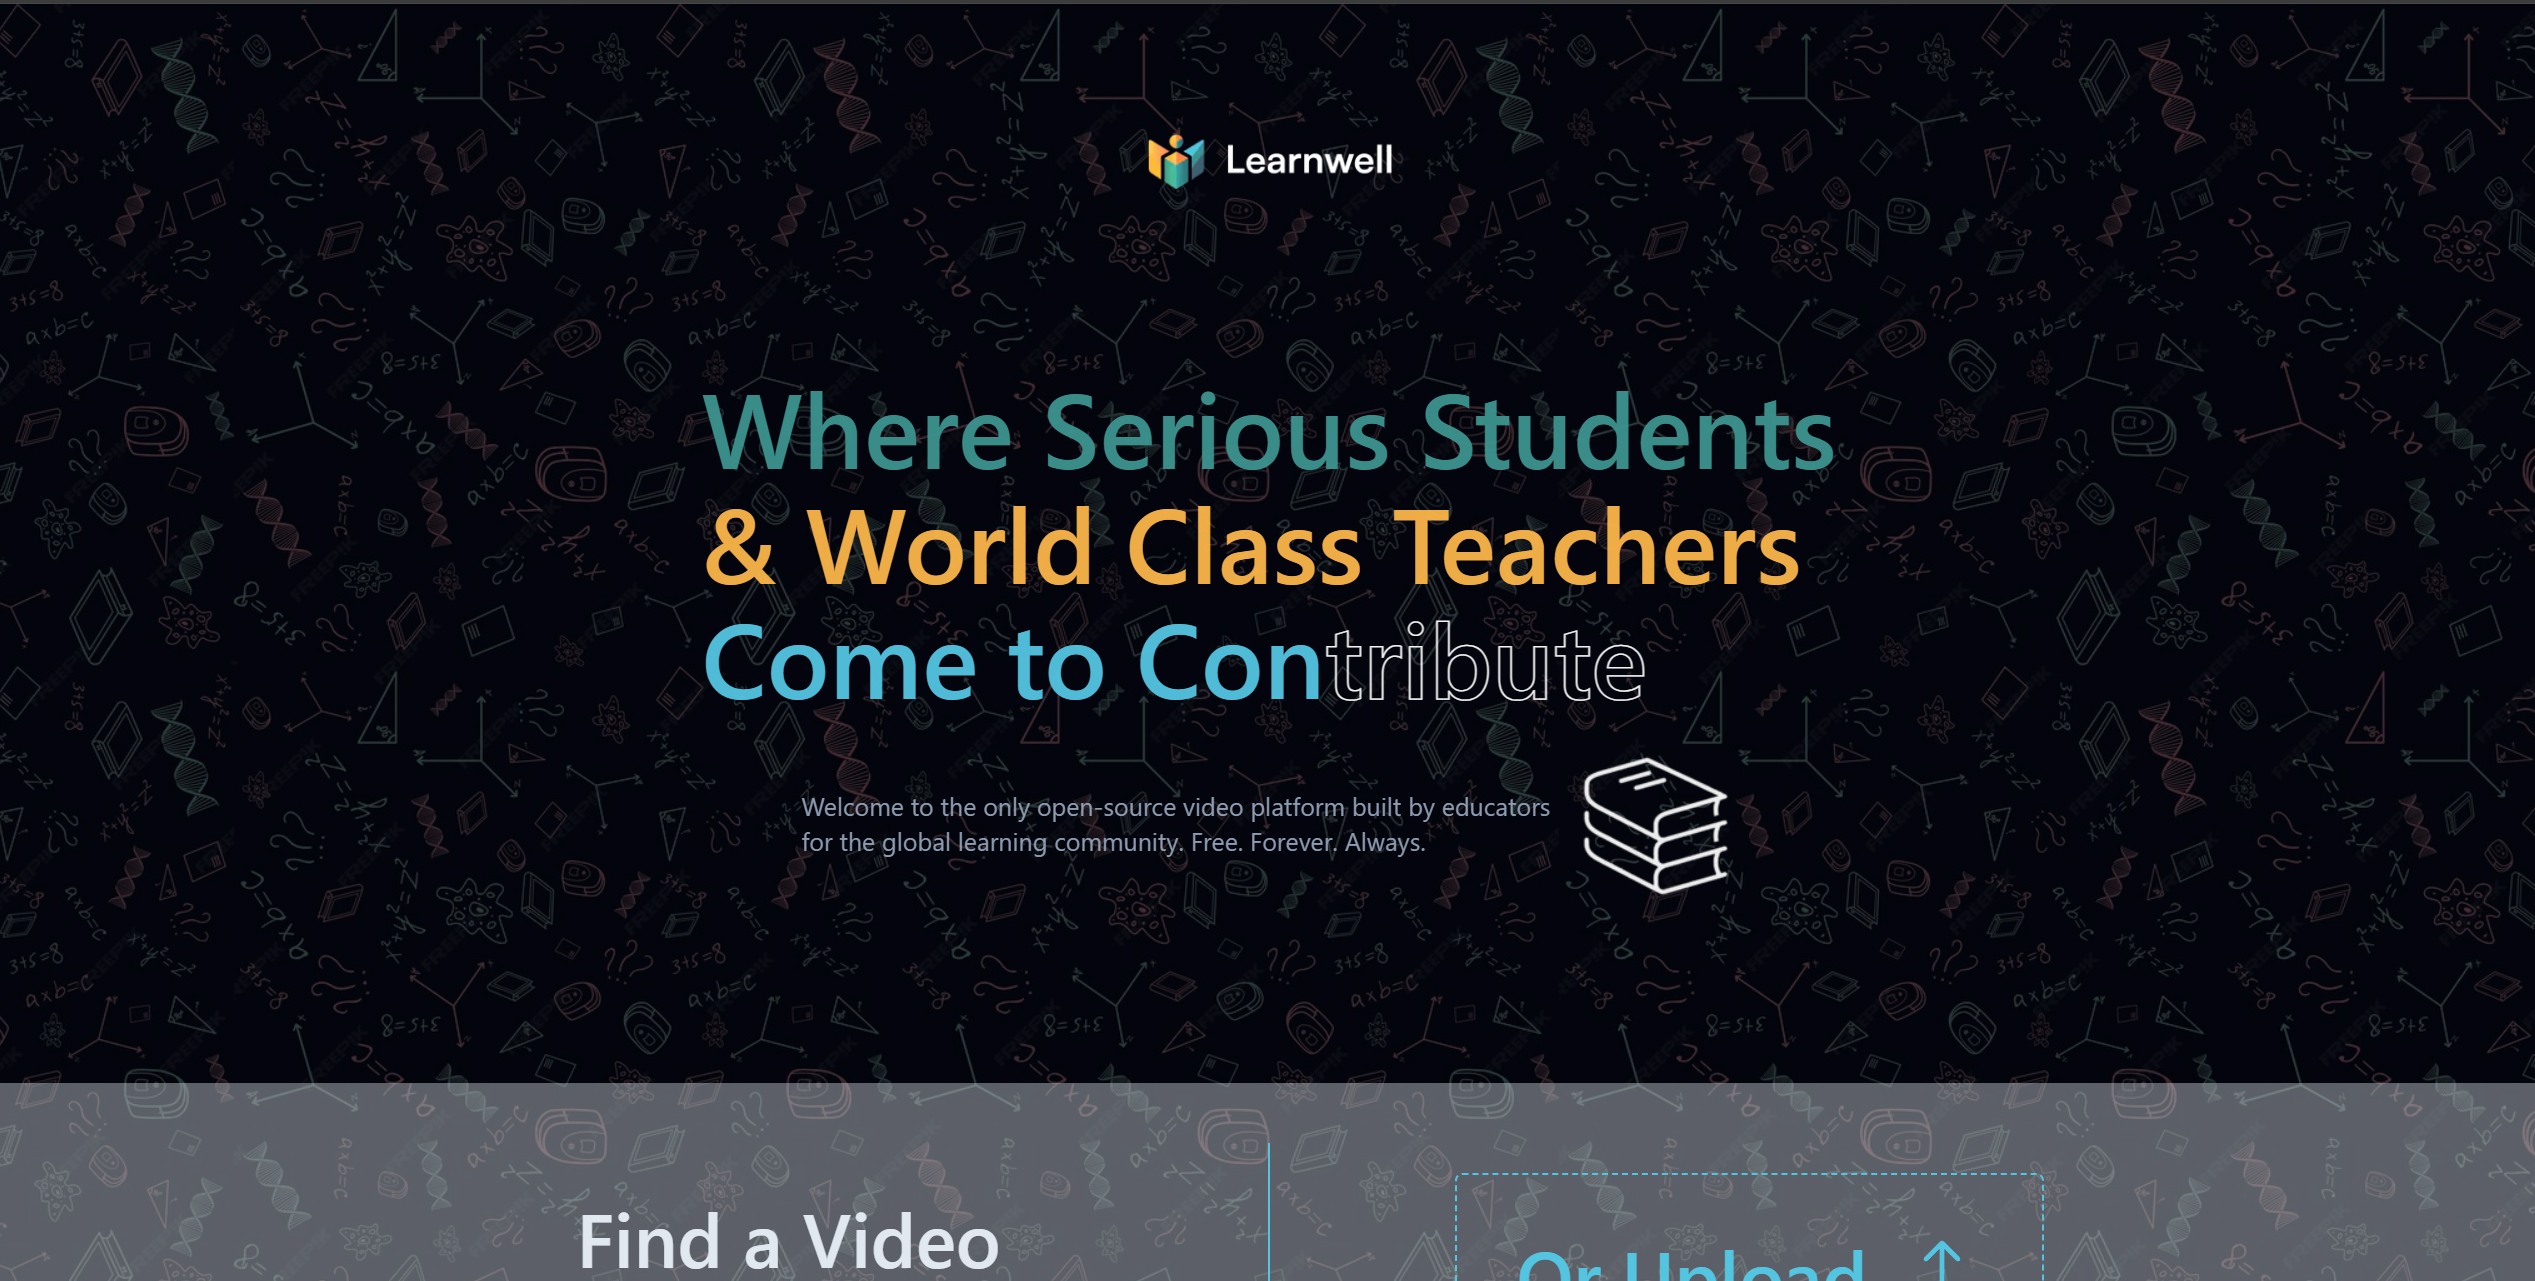 Learnwell
Where Serious Students
& World Class Teachers
Come to Contribute
Welcome to the only open-source video platform built by educators
for the global learning community. Free. Forever. Always.
Find a Video
Or Upload